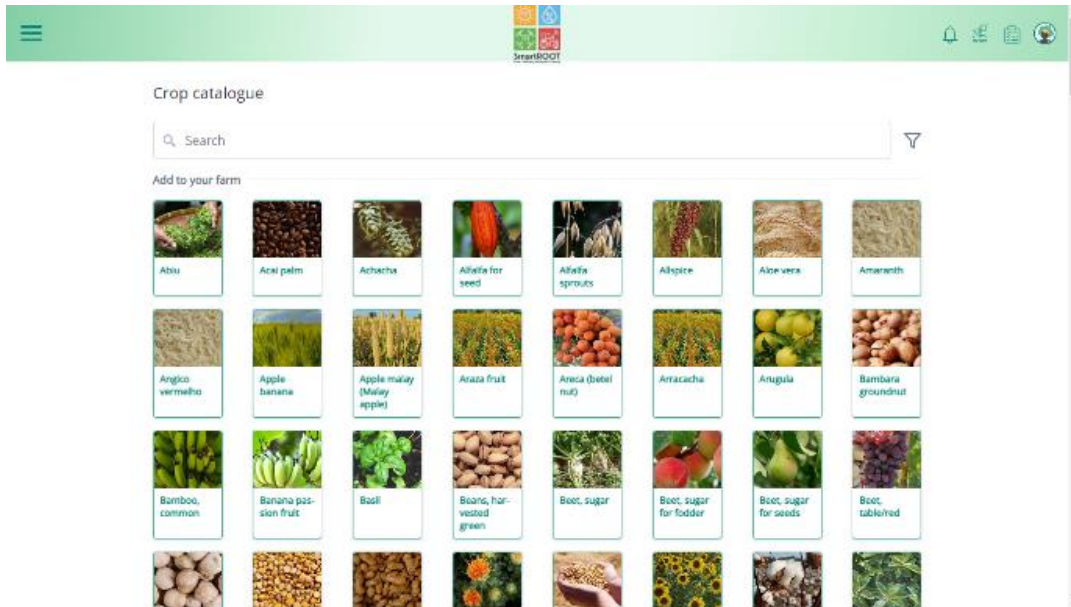 SmartROOT
Crop catalogue
Search
Add to your farm
Abiu
Acai palm
Achacha
Alfalfa for
seed
Alfalfa
sprouts
Allspice
Aloe vera
Amaranth
Angico
vermelho
Apple
banana
Apple malay
(Malay
apple)
Araza fruit
Areca (betel
nut)
Arracacha
Arugula
Bambara
groundnut
Bamboo,
common
Banana pas-
sion fruit
Basil
Beans, har-
vested
green
Beet, sugar
Beet, sugar
for fodder
Beet, sugar
for seeds
Beet,
table/red